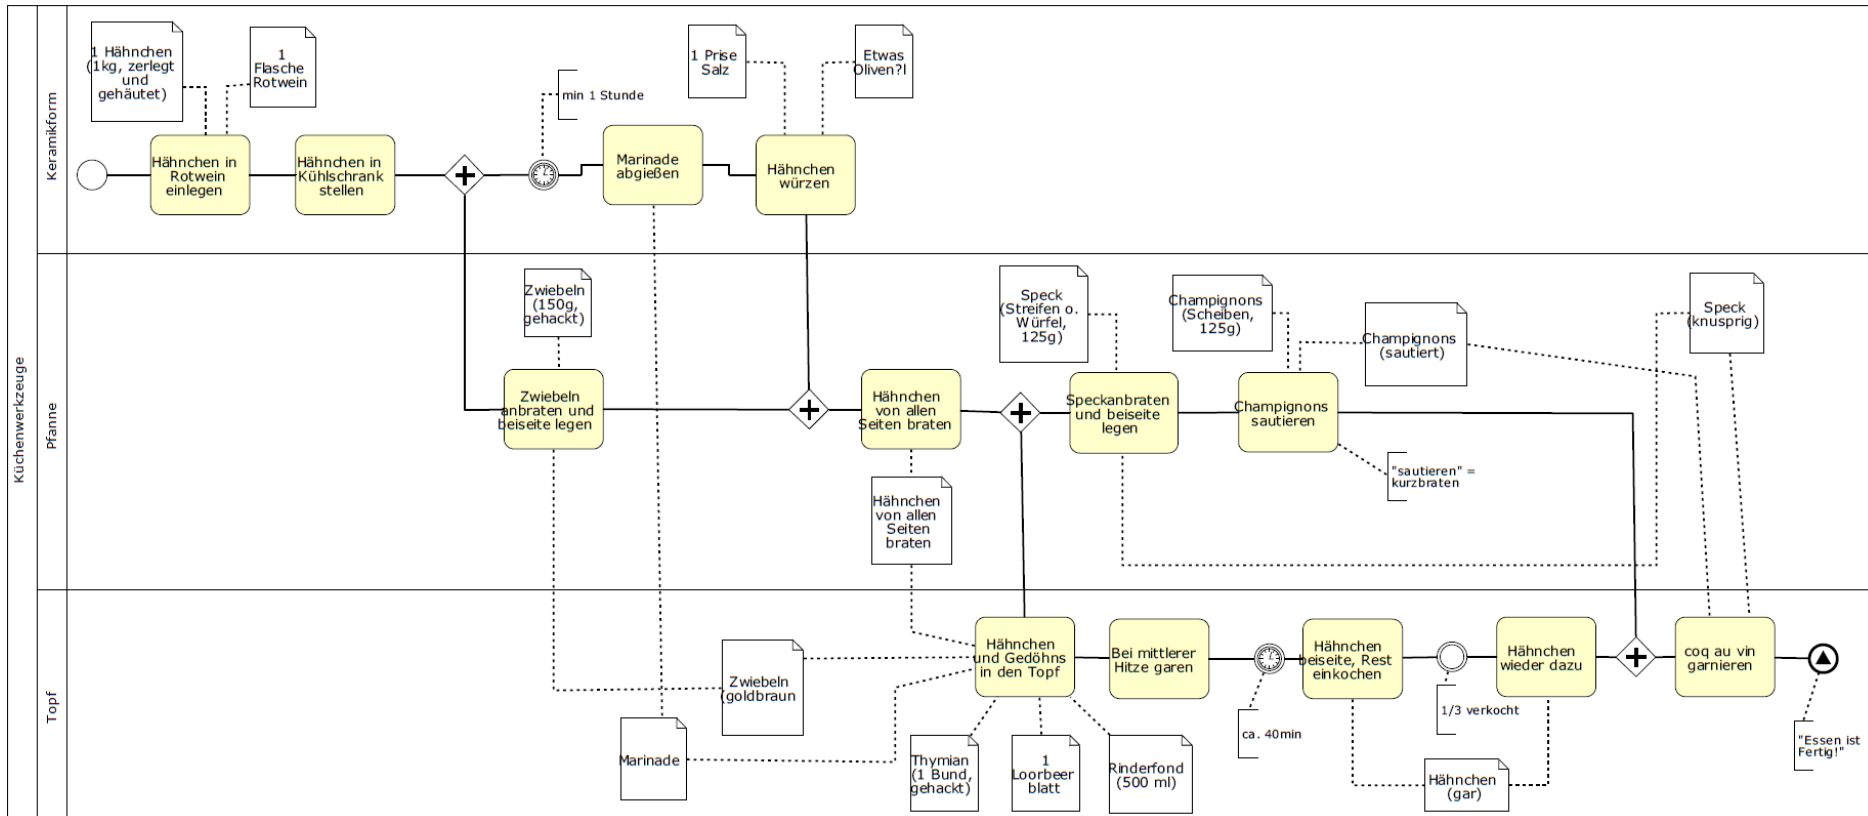 Küchenwerkzeuge
Keramikform
1 Hähnchen
(1kg, zerlegt
und
gehäutet)
1
Flasche
Rotwein
Hähnchen in
Rotwein
einlegen
Hähnchen in
Kühlschrank
stellen
min 1 Stunde
Marinade
abgießen
1 Prise
Salz
Etwas
Oliven?l
Hähnchen
würzen
Pfanne
Zwiebeln
(150g,
gehackt)
Zwiebeln
anbraten und
beiseite legen
Hähnchen
von allen
Seiten braten
Hähnchen
von allen
Seiten
braten
Speck
(Streifen o.
Würfel,
125g)
Speckanbraten
und beiseite
legen
Champignons
(Scheiben,
125g)
Champignons
sautieren
Champignons
(sautiert)
"sautieren" =
kurzbraten
Speck
(knusprig)
Topf
Zwiebeln
(goldbraun
Marinade
Hähnchen
und Gedöhns
in den Topf
Thymian
(1 Bund,
gehackt)
1
Loorbeer
blatt
Rinderfond
(500 ml)
Bei mittlerer
Hitze garen
ca. 40min
Hähnchen
beiseite, Rest
einkochen
1/3 verkocht
Hähnchen
(gar)
Hähnchen
wieder dazu
coq au vin
garnieren
"Essen ist
Fertig!"